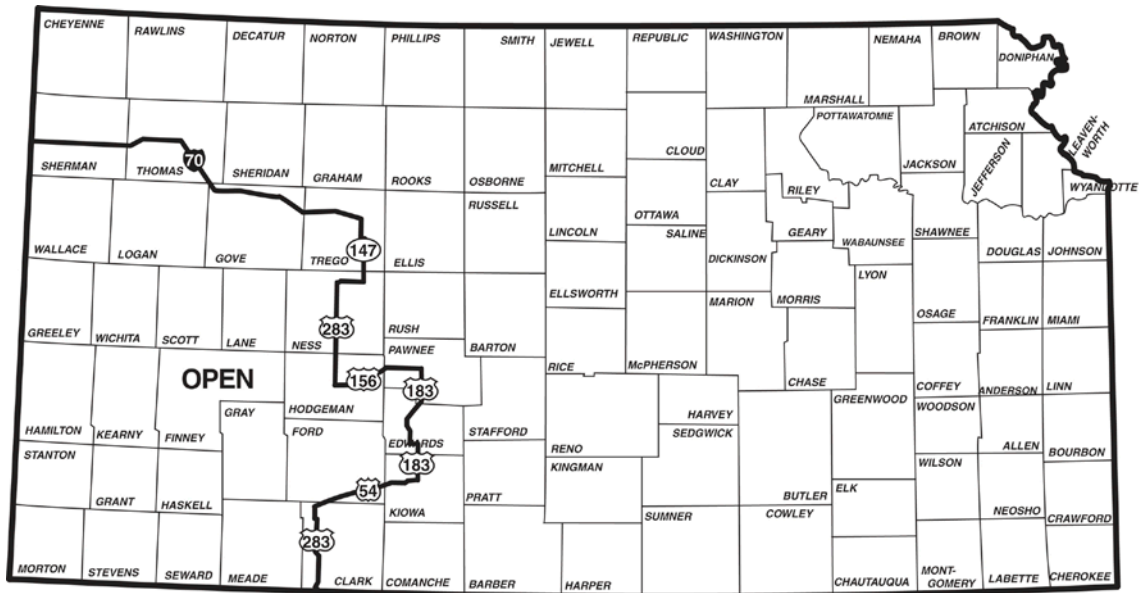 CHEYENNE
RAWLINS
DECATUR
NORTON
PHILLIPS
SMITH
JEWELL
REPUBLIC
WASHINGTON
NEMAHA
BROWN
DONIPHAN
MARSHALL
POTTAWATOMIE
ATCHISON
LEAVEN-
WORTH
SHERMAN
THOMAS
70
SHERIDAN
GRAHAM
ROOKS
OSBORNE
MITCHELL
CLOUD
CLAY
RILEY
JACKSON
JEFFERSON
WYANDOTTE
RUSSELL
LINCOLN
OTTAWA
SALINE
GEARY
WABAUNSEE
SHAWNEE
DOUGLAS
JOHNSON
WALLACE
LOGAN
GOVE
TREGO
147
ELLIS
ELLSWORTH
DICKINSON
MARION
MORRIS
LYON
OSAGE
FRANKLIN
MIAMI
GREELEY
WICHITA
SCOTT
LANE
NESS
283
RUSH
PAWNEE
BARTON
RICE
McPHERSON
CHASE
COFFEY
ANDERSON
LINN
OPEN
156
183
HAMILTON
KEARNY
FINNEY
GRAY
HODGEMAN
FORD
EDWARDS
STAFFORD
RENO
HARVEY
SEDGWICK
GREENWOOD
WOODSON
ALLEN
BOURBON
STANTON
GRANT
HASKELL
54
183
KIOWA
PRATT
KINGMAN
BUTLER
ELK
WILSON
NEOSHO
CRAWFORD
MORTON
STEVENS
SEWARD
MEADE
283
CLARK
COMANCHE
BARBER
HARPER
SUMNER
COWLEY
CHAUTAUQUA
MONT-
GOMERY
LABETTE
CHEROKEE